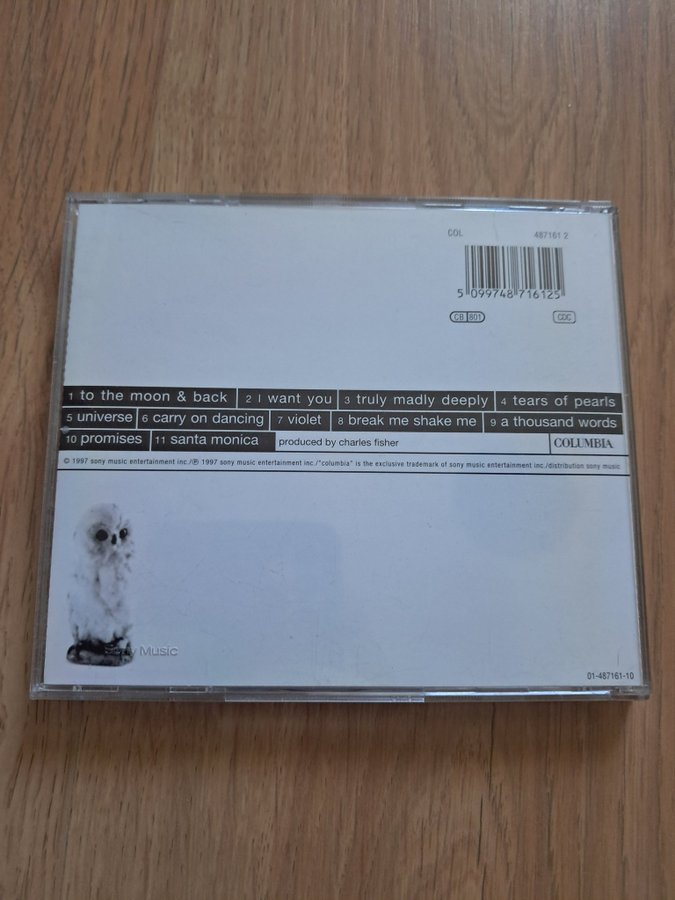 COL 487161 2
5 099748 716125
CB 801 CDC
1 to the moon & back 2 I want you 3 truly madly deeply 4 tears of pearls
5 universe 6 carry on dancing 7 violet 8 break me shake me 9 a thousand words
10 promises 11 santa monica produced by charles fisher COLUMBIA
© 1997 sony music entertainment inc./℗ 1997 sony music entertainment inc./"columbia" is the exclusive trademark of sony music entertainment inc./distribution sony music
Sony Music
01-487161-10